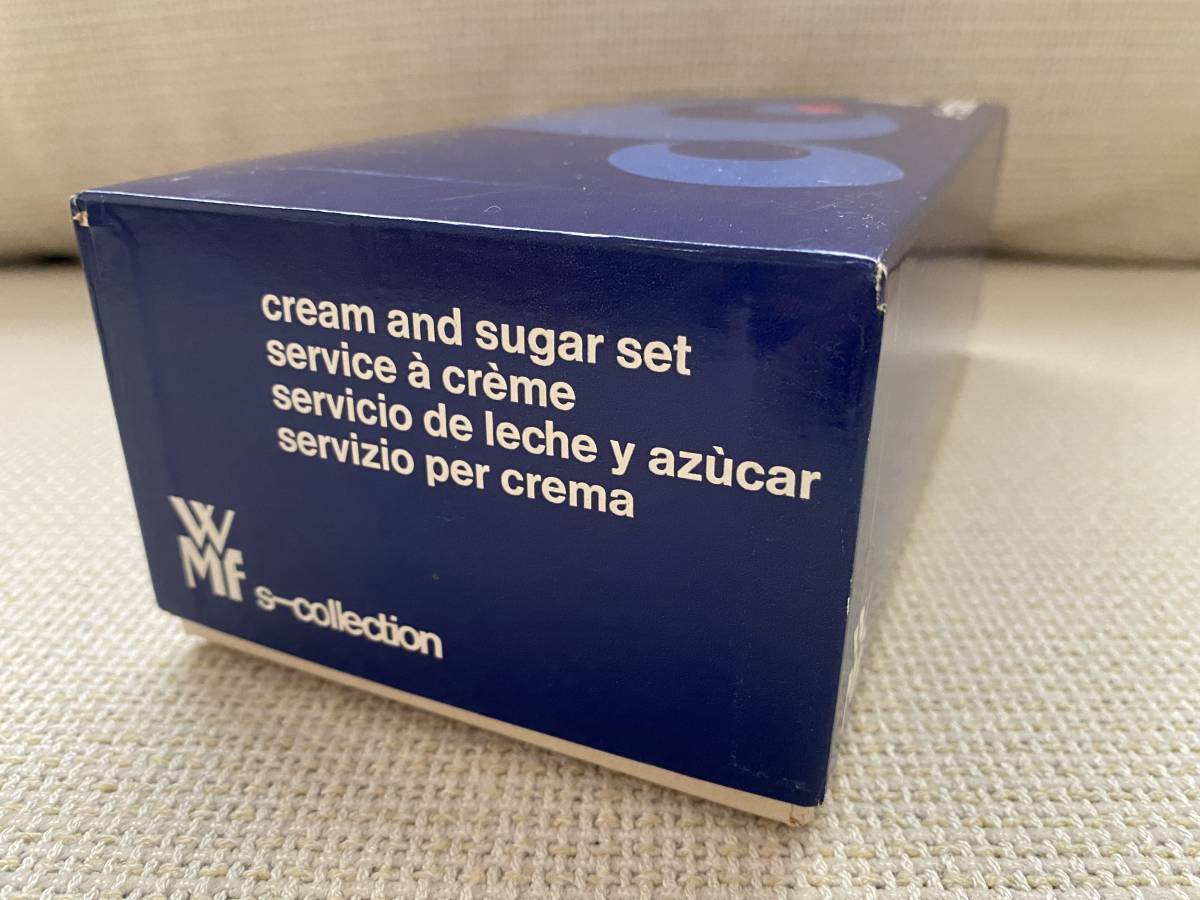 cream and sugar set
service à crème
servicio de leche y azùcar
servizio per crema
WMf
s-collection